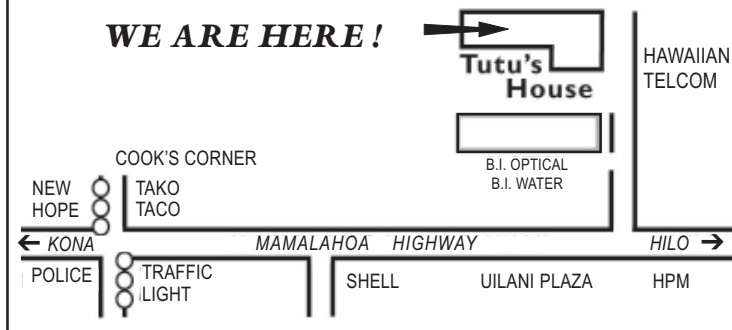 WE ARE HERE !
Tutu's
House
HAWAIIAN
TELCOM
B.I. OPTICAL
B.I. WATER
COOK'S CORNER
NEW
HOPE
TAKO
TACO
← KONA
MAMALAHOA HIGHWAY
HILO →
POLICE
TRAFFIC
LIGHT
SHELL
UILANI PLAZA
HPM